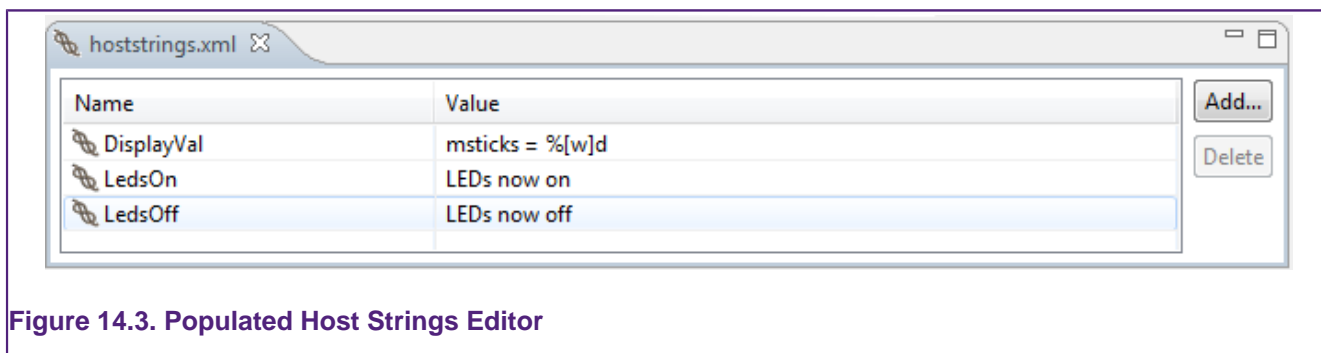 hoststrings.xml
Name Value Add...
DisplayVal msticks = %[w]d
Delete
LedsOn LEDs now on
LedsOff LEDs now off
Figure 14.3. Populated Host Strings Editor